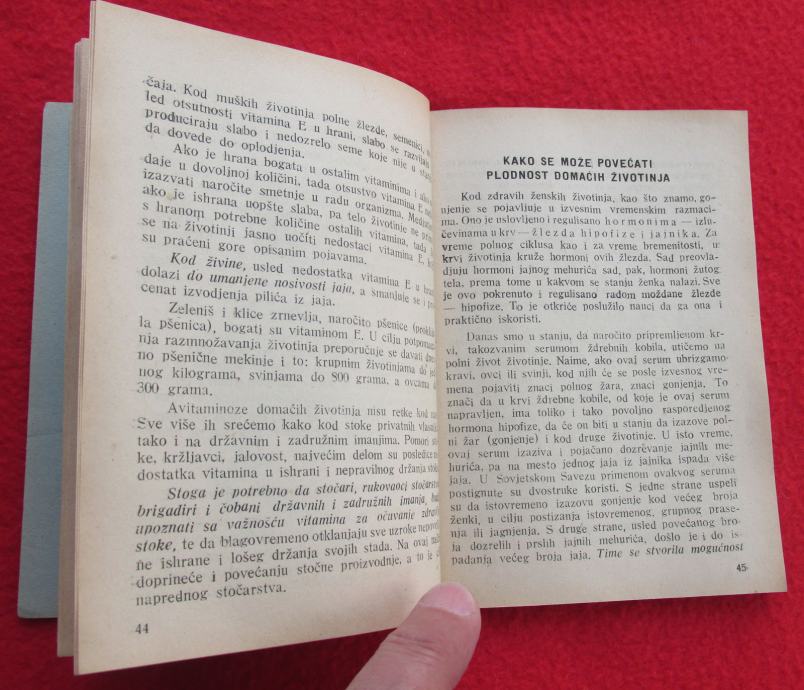 čaja. Kod muških životinja polne žlezde, semenici,
led otsutnosti vitamina E u hrani, slabo se razvijaju
produciraju slabo i nedozrelo seme koje nije u
da dovede do oplodjenja.
Ako je hrana bogata u ostalim vitaminima i
daje u dovoljnoj količini, tada otsustvo vitamina E
izazvati naročite smetnje u radu organizma.
ako je ishrana uopšte slaba, pa telo životinje ne
s hranom potrebne količine ostalih vitamina, tada
se na životinji jasno uočiti nedostaci vitamina E,
su praćeni gore opisanim pojavama.
Kod živine, usled nedostatka vitamina E u
dolazi do umanjene nosivosti jaja, a smanjuje se i
cenat izvodjenja pilića iz jaja.
Zeleniš i klice zrnevlja, naročito pšenice
la pšenica), bogati su vitaminom E. U cilju
nja razmnožavanja životinja preporučuje se davati
no pšenične mekinje i to: krupnim životinjama do
nog kilograma, svinjama do 800 grama, a ovcama
300 grama.
Avitaminoze domaćih životinja nisu retke kod
Sve više ih srećemo kako kod stoke privatnih
tako i na državnim i zadružnim imanjima. Pomori
ke, kržljavci, jalovost, najvećim delom su posledice
dostatka vitamina u ishrani i nepravilnog držanja
Stoga je potrebno da stočari, rukovaoci
brigadiri i čobani državnih i zadružnih imanja,
upoznati sa važnošću vitamina za očuvanje
stoke, te da blagovremeno otklanjaju sve uzroke
ne ishrane i lošeg držanja svojih stada. Na ovaj
doprineće i povećanju stočne proizvodnje, a to je
naprednog stočarstva.
44
KAKO SE MOŽE POVEĆATI
PLODNOST DOMAĆIH ŽIVOTINJA
Kod zdravih ženskih životinja, kao što znamo, go-
njenje se pojavljuje u izvesnim vremenskim razmaci-
ma. Ono je uslovljeno i regulisano hormonima — izlu-
čevinama u krv — žlezda hipofize i jajnika. Za
vreme polnog ciklusa kao i za vreme bremenitosti, u
krvi životinja kruže hormoni ovih žlezda. Sad preovla-
djuju hormoni jajnog mehurića sad, pak, hormoni žutog
tela, prema tome u kakvom se stanju ženka nalazi. Sve
je ovo pokrenuto i regulisano radom moždane žlezde
— hipofize. To je otkriće poslužilo nauci da ga ona i
praktično iskoristi.
Danas smo u stanju, da naročito pripremljenom kr-
vi, takozvanim serumom ždrebnih kobila, utičemo na
polni život životinje. Naime, ako ovaj serum ubrizgamo
kravi, ovci ili svinji, kod njih će se posle izvesnog vre-
mena pojaviti znaci polnog žara, znaci gonjenja. To
znači da u krvi ždrebne kobile, od koje je ovaj serum
napravljen, ima toliko i tako povoljno rasporedjenog
hormona hipofize, da će on biti u stanju da izazove pol-
ni žar (gonjenje) i kod druge životinje. U isto vreme,
ovaj serum izaziva i pojačano dozrèvanje jajnih me-
hurića, pa na mesto jednog jaja iz jajnika ispada više
jaja. U Sovjetskom Savezu primenom ovakvog seruma
postignute su dvostruke koristi. S jedne strane uspeli
su da istovremeno izazovu gonjenje kod većeg broja
ženki, u cilju postizanja istovremenog, grupnog prase-
nja ili jagnjenja. S druge strane, usled povećanog bro-
ja dozrelih i prslih jajnih mehurića, došlo je i do is-
padanja većeg broja jaja. Time se stvorila mogućnost
45